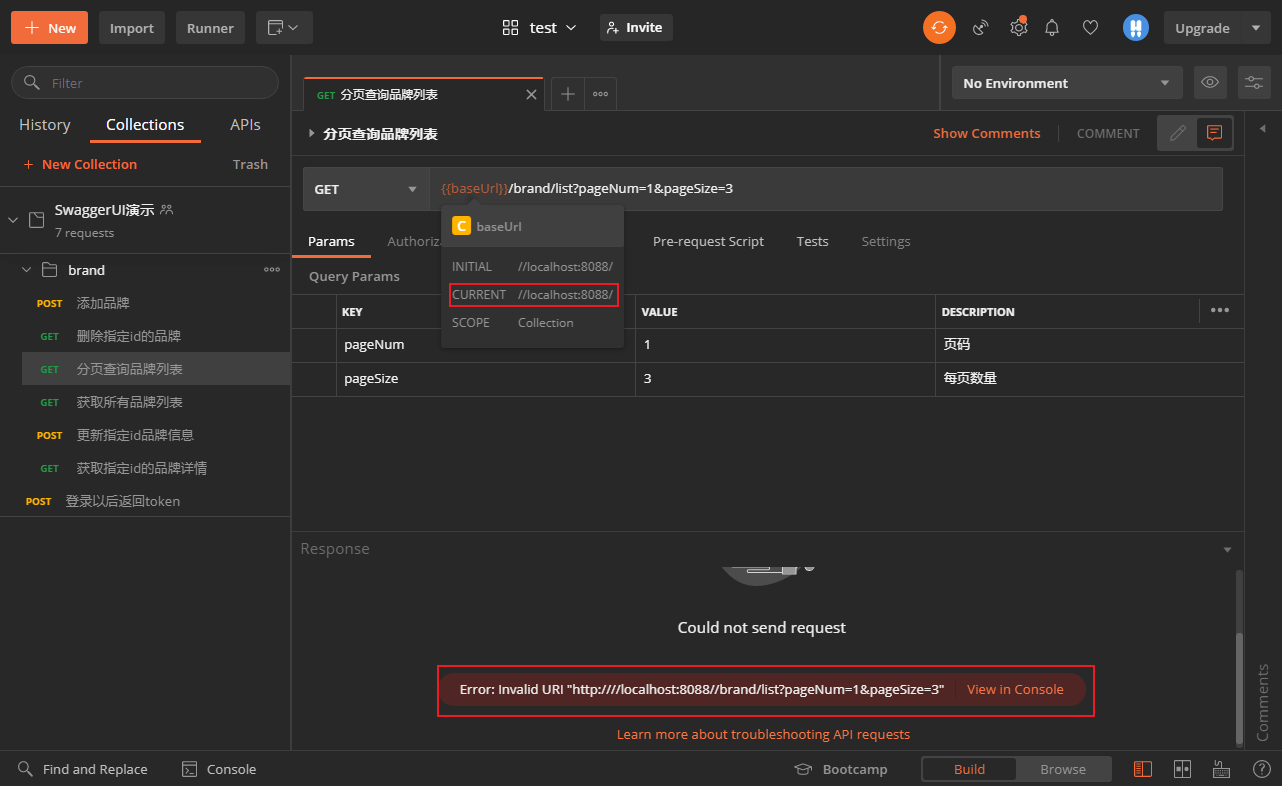 New Import Runner test Invite Upgrade
Filter
History Collections APIs
New Collection Trash
SwaggerUI演示
7 requests
brand
POST 添加品牌
GET 删除指定id的品牌
GET 分页查询品牌列表
GET 获取所有品牌列表
POST 更新指定id品牌信息
GET 获取指定id的品牌详情
POST 登录以后返回token
GET 分页查询品牌列表
No Environment
分页查询品牌列表 Show Comments COMMENT
GET {{baseUrl}}/brand/list?pageNum=1&pageSize=3
C baseUrl
INITIAL //localhost:8088/
CURRENT //localhost:8088/
SCOPE Collection
Params Authoriza Pre-request Script Tests Settings
Query Params
KEY VALUE DESCRIPTION
pageNum 1 页码
pageSize 3 每页数量
Response
Could not send request
Error: Invalid URI "http:////localhost:8088//brand/list?pageNum=1&pageSize=3" View in Console
Learn more about troubleshooting API requests
Comments
Find and Replace Console Bootcamp Build Browse